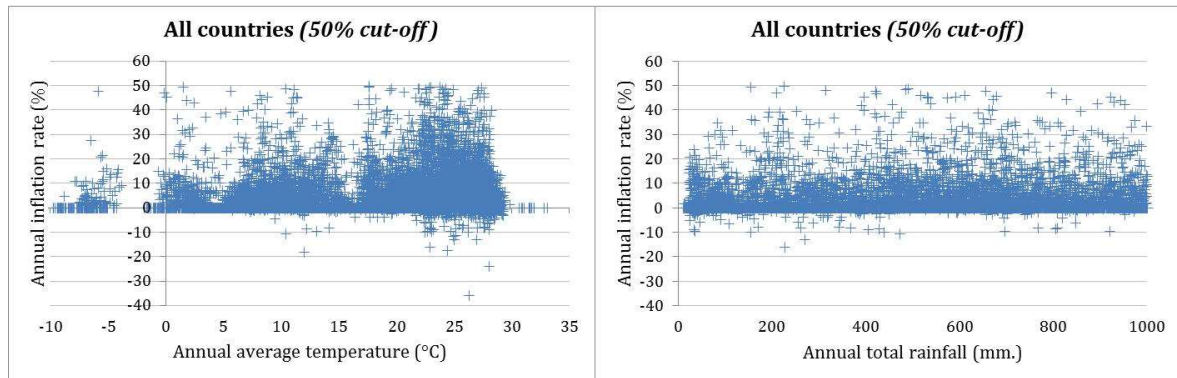 All countries (50% cut-off)
Annual inflation rate (%)
60
50
40
30
20
10
0
-10
-20
-30
-40
-10 -5 0 5 10 15 20 25 30 35
Annual average temperature (°C)
All countries (50% cut-off)
Annual inflation rate (%)
60
50
40
30
20
10
0
-10
-20
-30
-40
0 200 400 600 800 1000
Annual total rainfall (mm.)